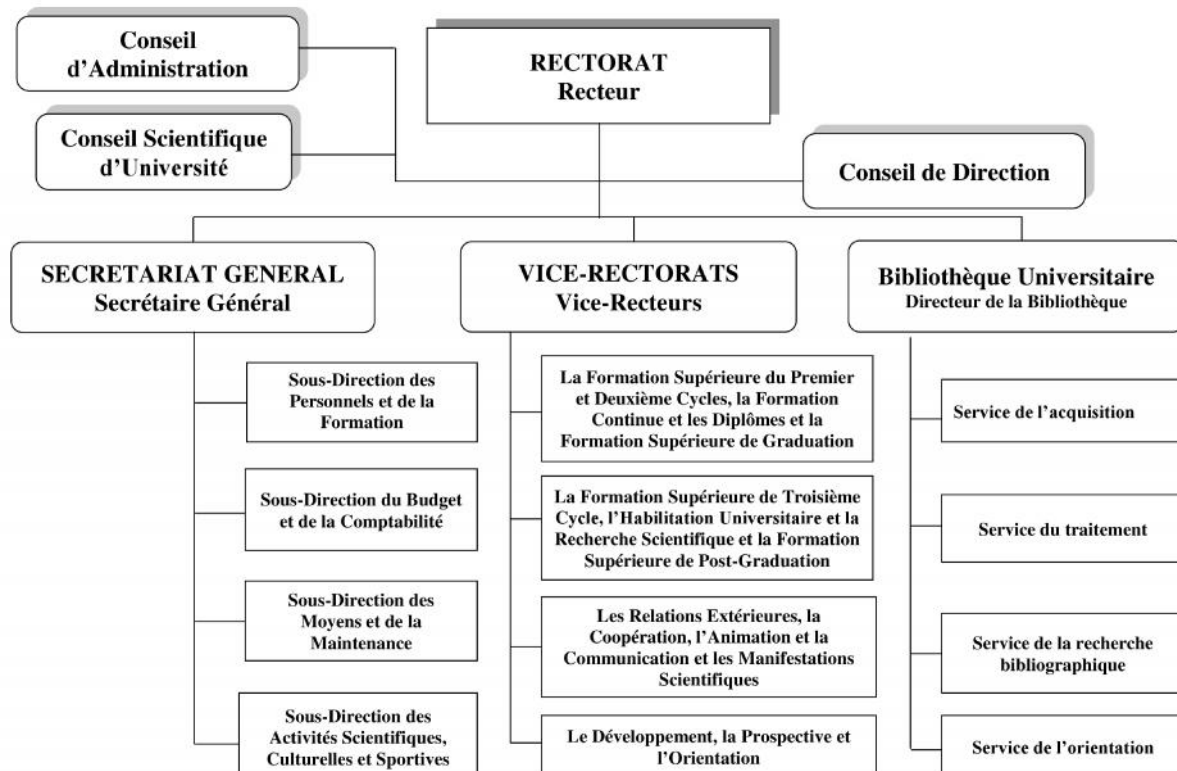 Conseil
d'Administration
RECTORAT
Recteur
Conseil Scientifique
d'Université
Conseil de Direction
SECRETARIAT GENERAL
Secrétaire Général
VICE-RECTORATS
Vice-Recteurs
Bibliothèque Universitaire
Directeur de la Bibliothèque
Sous-Direction des
Personnels et de la
Formation
Sous-Direction du Budget
et de la Comptabilité
Sous-Direction des
Moyens et de la
Maintenance
Sous-Direction des
Activités Scientifiques,
Culturelles et Sportives
La Formation Supérieure du Premier
et Deuxième Cycles, la Formation
Continue et les Diplômes et la
Formation Supérieure de Graduation
La Formation Supérieure de Troisième
Cycle, l'Habilitation Universitaire et la
Recherche Scientifique et la Formation
Supérieure de Post-Graduation
Les Relations Extérieures, la
Coopération, l'Animation et la
Communication et les Manifestations
Scientifiques
Le Développement, la Prospective et
l'Orientation
Service de l'acquisition
Service du traitement
Service de la recherche
bibliographique
Service de l'orientation